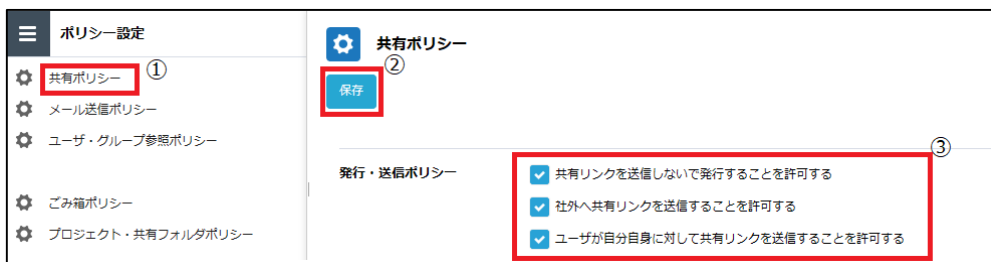 ポリシー設定
共有ポリシー ①
メール送信ポリシー
ユーザ・グループ参照ポリシー
ごみ箱ポリシー
プロジェクト・共有フォルダポリシー
共有ポリシー
②
保存
③
発行・送信ポリシー
共有リンクを送信しないで発行することを許可する
社外へ共有リンクを送信することを許可する
ユーザが自分自身に対して共有リンクを送信することを許可する